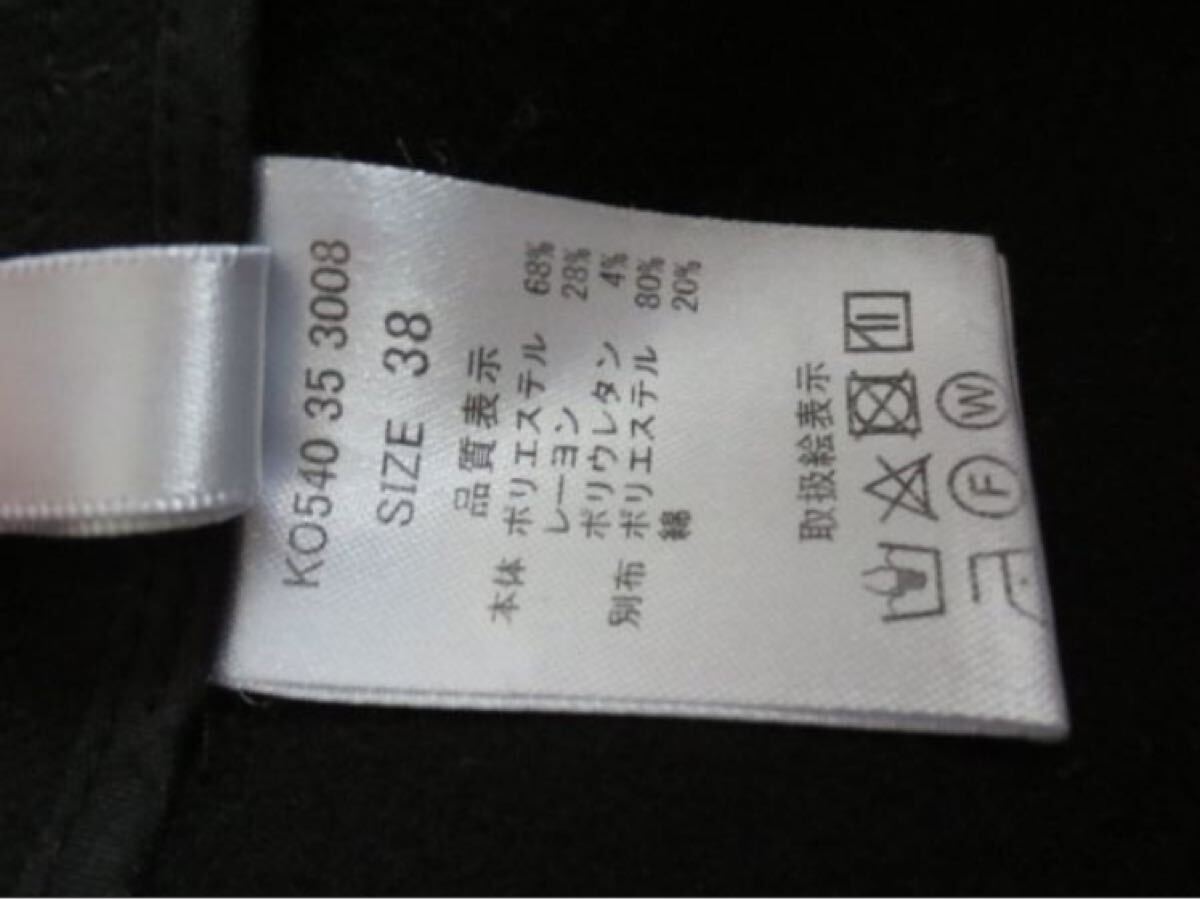 KO540 35 3008
SIZE 38
品質表示
本体 ポリエステル 68%
レーヨン 28%
ポリウレタン 4%
別布 ポリエステル 80%
綿 20%
取扱絵表示
F W